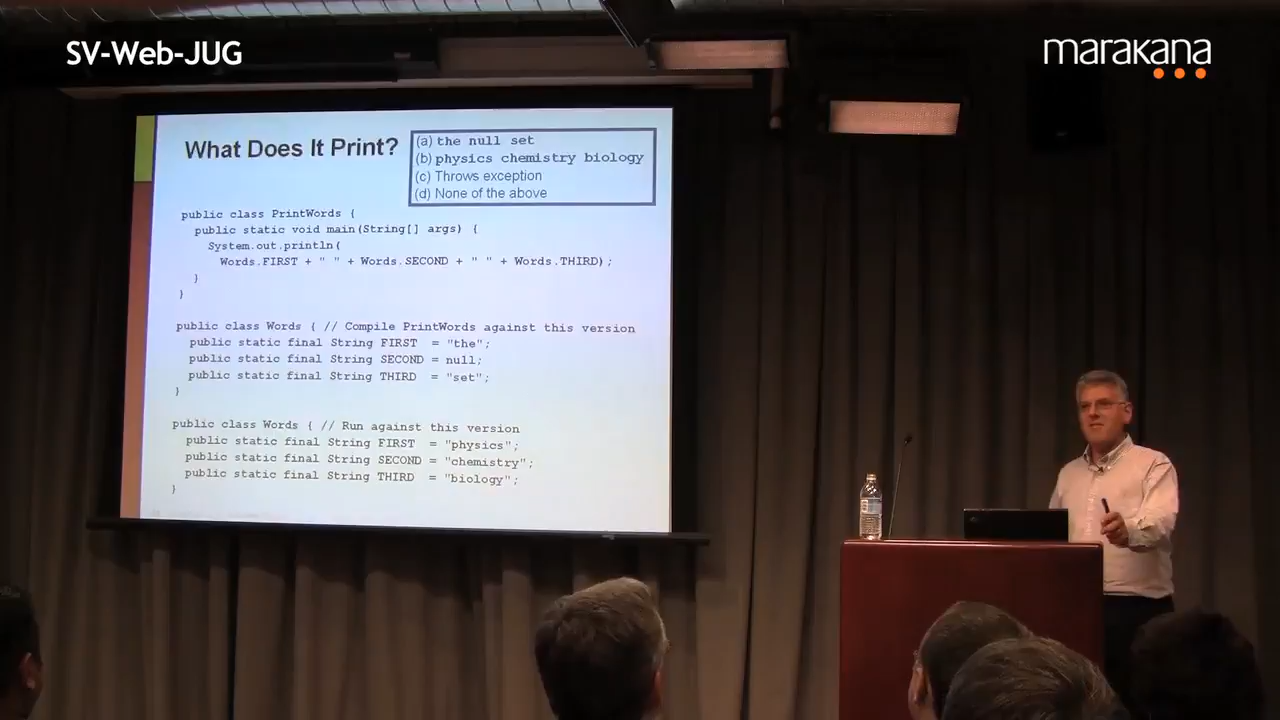 SV-Web-JUG
marakana
What Does It Print?
(a) the null set
(b) physics chemistry biology
(c) Throws exception
(d) None of the above
public class PrintWords {
public static void main(String[] args) {
System.out.println(
Words.FIRST + " " + Words.SECOND + " " + Words.THIRD);
}
}
public class Words { // Compile PrintWords against this version
public static final String FIRST = "the";
public static final String SECOND = null;
public static final String THIRD = "set";
}
public class Words { // Run against this version
public static final String FIRST = "physics";
public static final String SECOND = "chemistry";
public static final String THIRD = "biology";
}